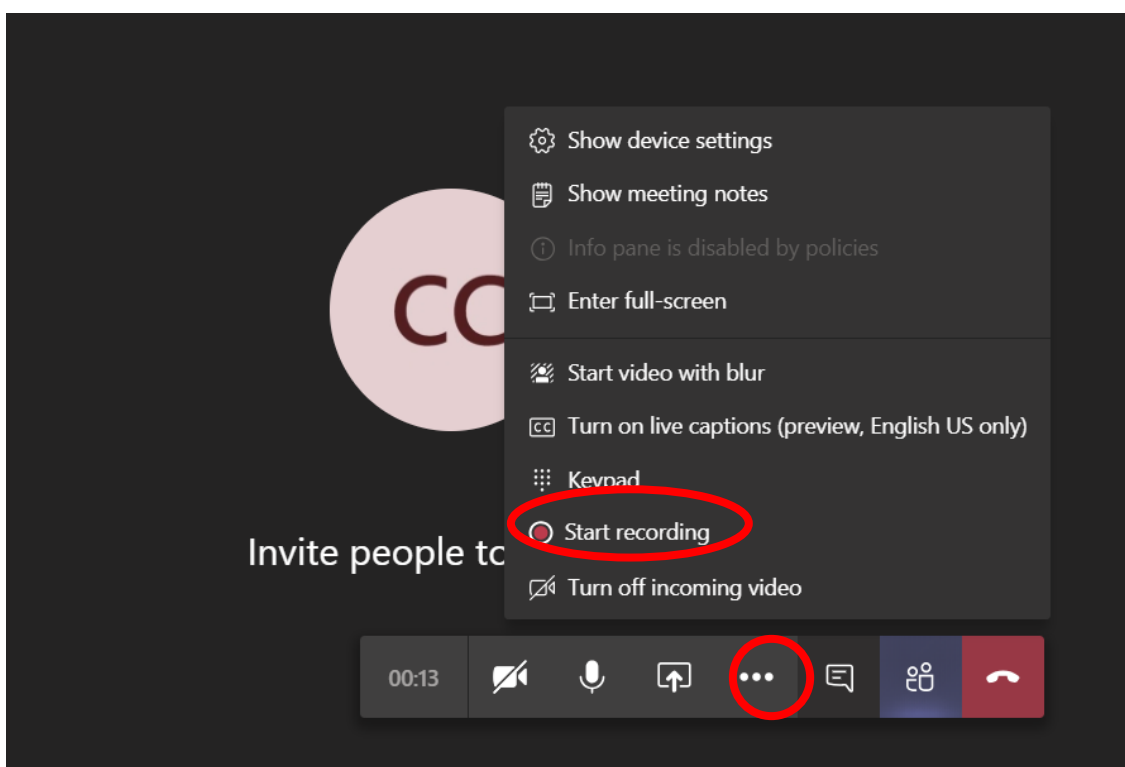 Show device settings
Show meeting notes
Info pane is disabled by policies
Enter full-screen
CC
Start video with blur
CC Turn on live captions (preview, English US only)
Keypad
Start recording
Invite people to
Turn off incoming video
00:13